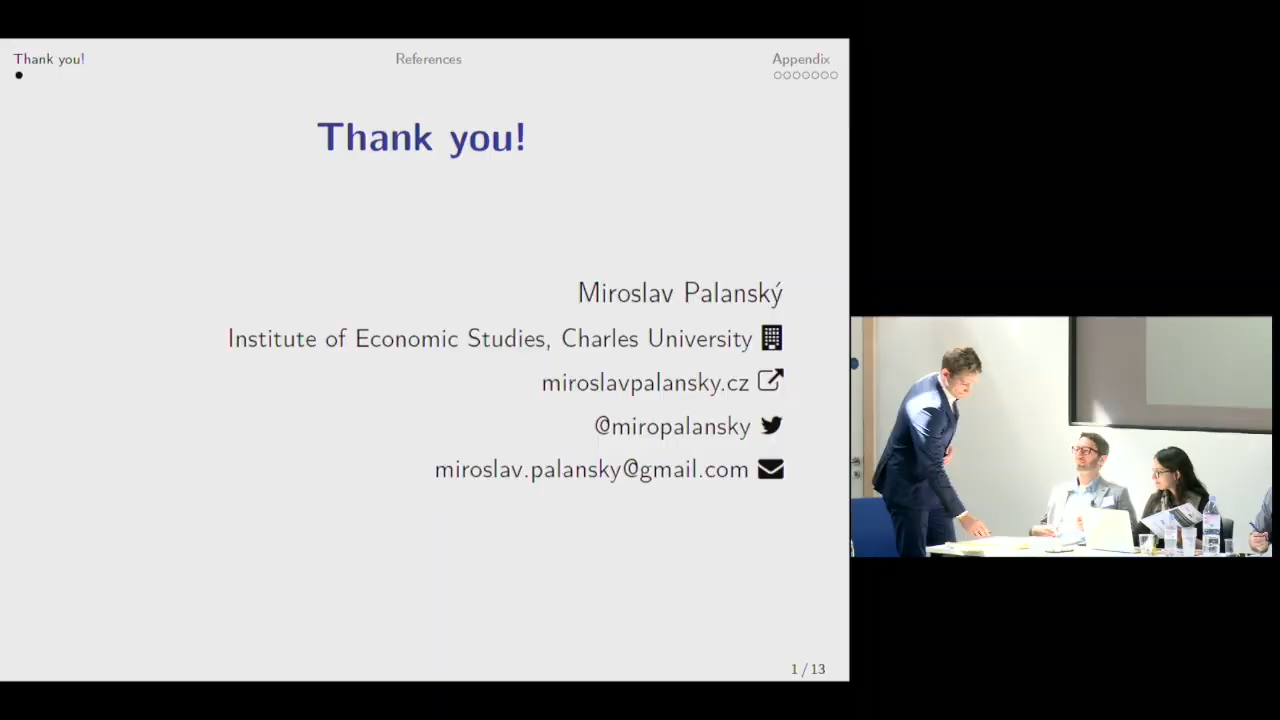 Thank you!
References
Appendix
Thank you!
Miroslav Palanský
Institute of Economic Studies, Charles University
miroslavpalansky.cz
@miropalansky
miroslav.palansky@gmail.com
1 / 13